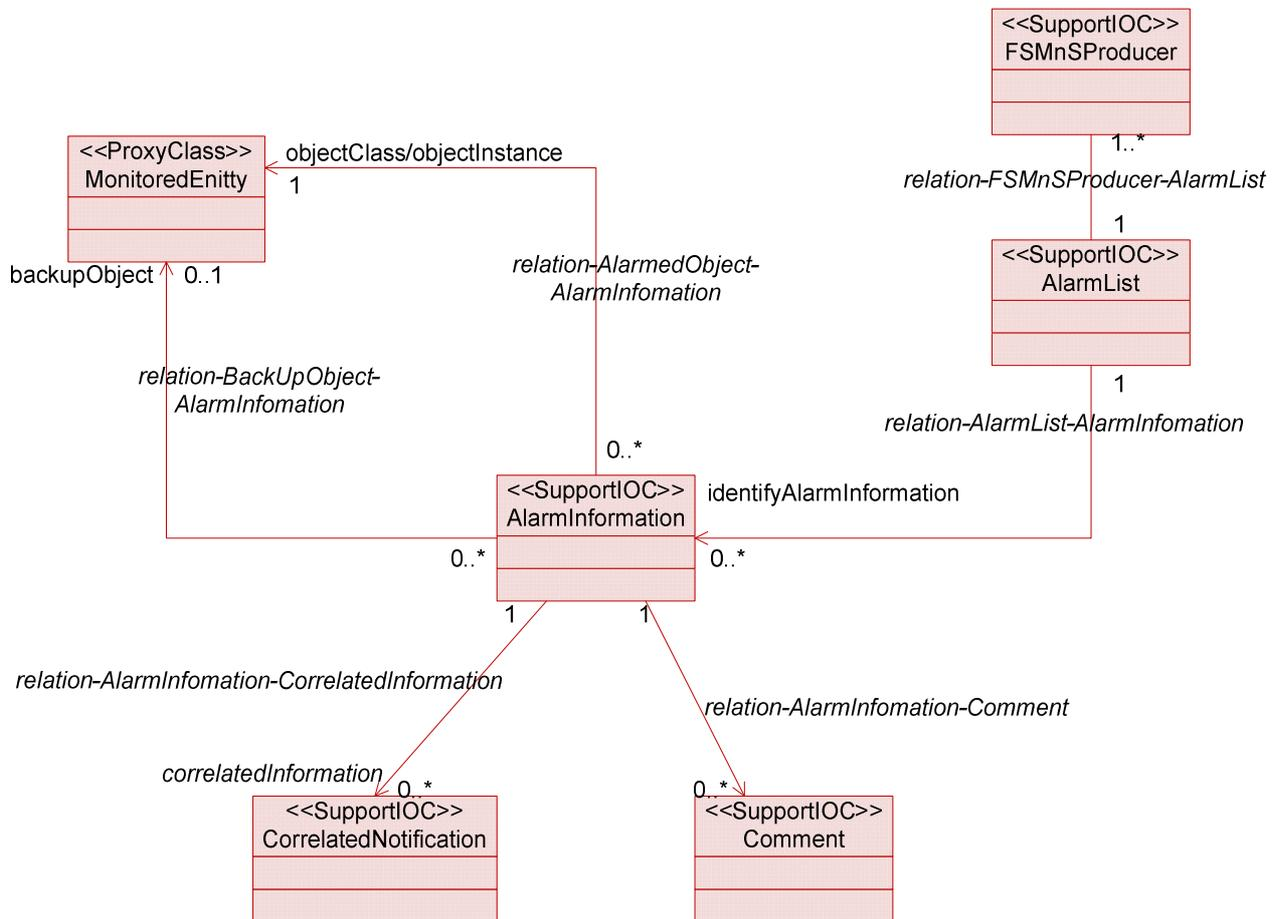 <<SupportIOC>>
FSMnSProducer
1..*
relation-FSMnSProducer-AlarmList
1
<<SupportIOC>>
AlarmList
1
relation-AlarmList-AlarmInfomation
<<ProxyClass>>
MonitoredEnitty
objectClass/objectInstance
1
backupObject
0..1
relation-AlarmedObject-
AlarmInfomation
relation-BackUpObject-
AlarmInfomation
0..*
<<SupportIOC>>
AlarmInformation
identifyAlarmInformation
0..*
0..*
1
1
relation-AlarmInfomation-CorrelatedInformation
relation-AlarmInfomation-Comment
correlatedInformation
0..*
0..*
<<SupportIOC>>
CorrelatedNotification
<<SupportIOC>>
Comment